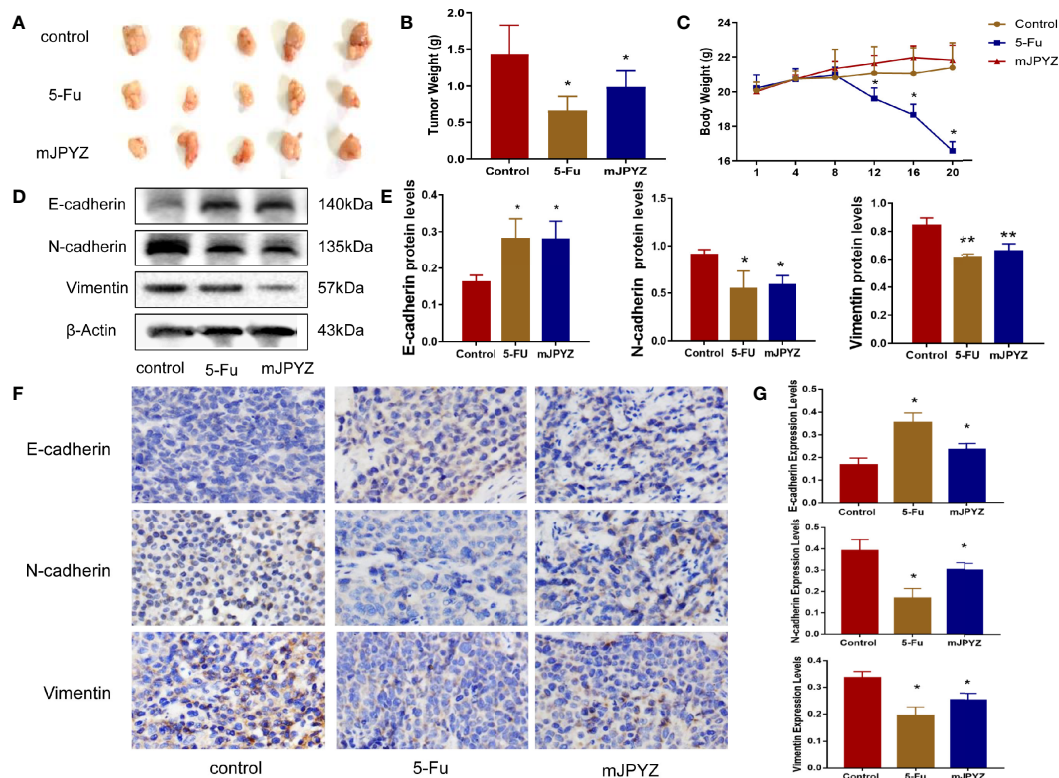 A
control
5-Fu
mJPYZ
B
Tumor Weight (g)
2.0
1.5
1.0
0.5
0.0
*
*
Control
5-Fu
mJPYZ
C
Body Weight (g)
24
22
20
18
16
*
*
*
1
4
8
12
16
20
Control
5-Fu
mJPYZ
D
E-cadherin
140kDa
N-cadherin
135kDa
Vimentin
57kDa
β-Actin
43kDa
control
5-Fu
mJPYZ
E
E-cadherin protein levels
0.4
0.3
0.2
0.1
0.0
*
*
Control
5-FU
mJPYZ
N-cadherin protein levels
1.5
1.0
0.5
0.0
*
*
Control
5-FU
mJPYZ
Vimentin protein levels
1.0
0.8
0.6
0.4
0.2
0.0
**
**
Control
5-FU
mJPYZ
F
E-cadherin
N-cadherin
Vimentin
control
5-Fu
mJPYZ
G
E-cadherin Expression Levels
0.5
0.4
0.3
0.2
0.1
0.0
*
*
Control
5-Fu
mJPYZ
N-cadherin Expression Levels
0.5
0.4
0.3
0.2
0.1
0.0
*
*
Control
5-Fu
mJPYZ
Vimentin Expression Levels
0.4
0.3
0.2
0.1
0.0
*
*
Control
5-Fu
mJPYZ